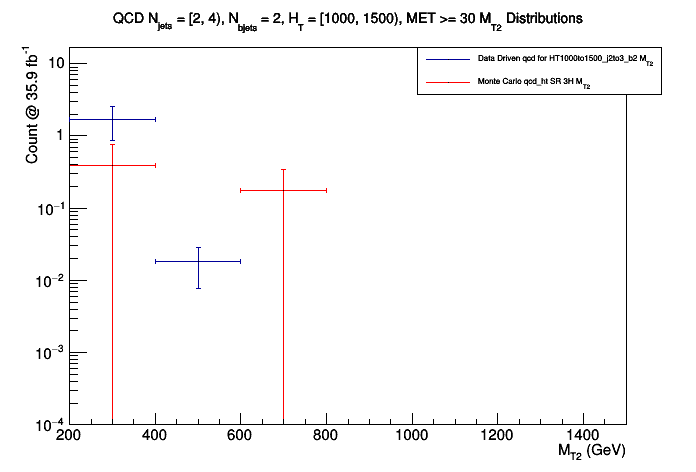 QCD N_jets = [2, 4), N_bjets = 2, H_T = [1000, 1500), MET >= 30 M_T2 Distributions
Data Driven qcd for HT1000to1500_j2to3_b2 M_T2
Monte Carlo qcd_ht SR 3H M_T2
Count @ 35.9 fb^-1
10
1
10^-1
10^-2
10^-3
10^-4
200 400 600 800 1000 1200 1400
M_T2 (GeV)